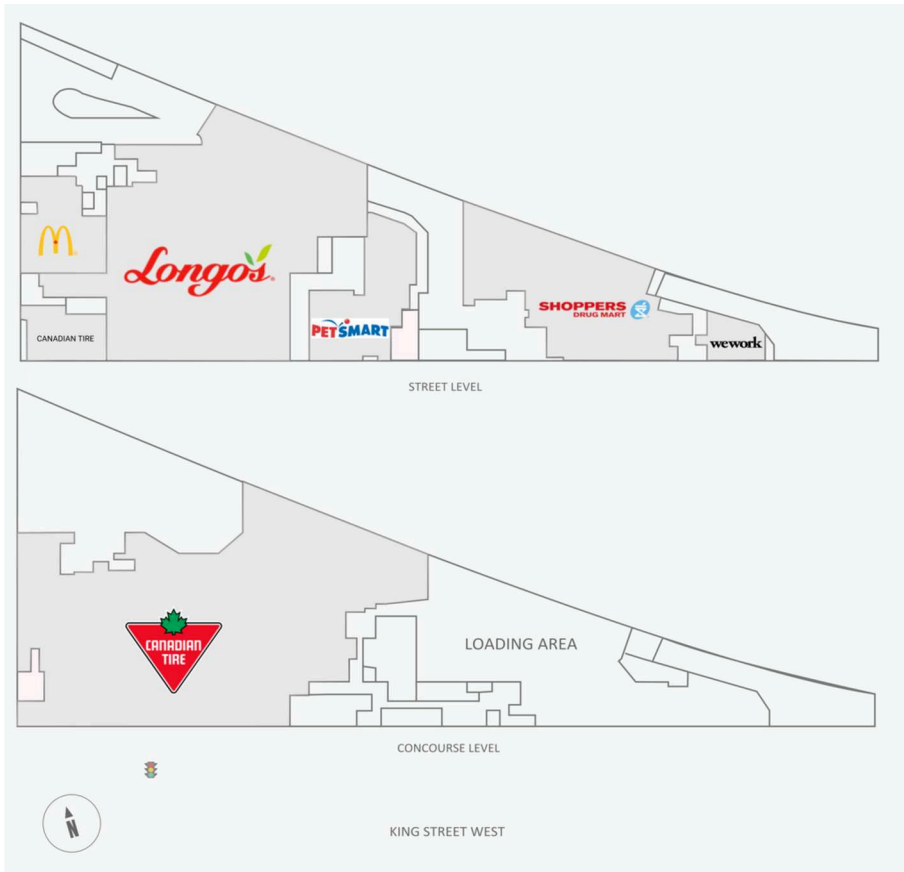 Longo's
CANADIAN TIRE
PETSMART
SHOPPERS
DRUG MART
wework
STREET LEVEL
CANADIAN
TIRE
LOADING AREA
CONCOURSE LEVEL
N
KING STREET WEST